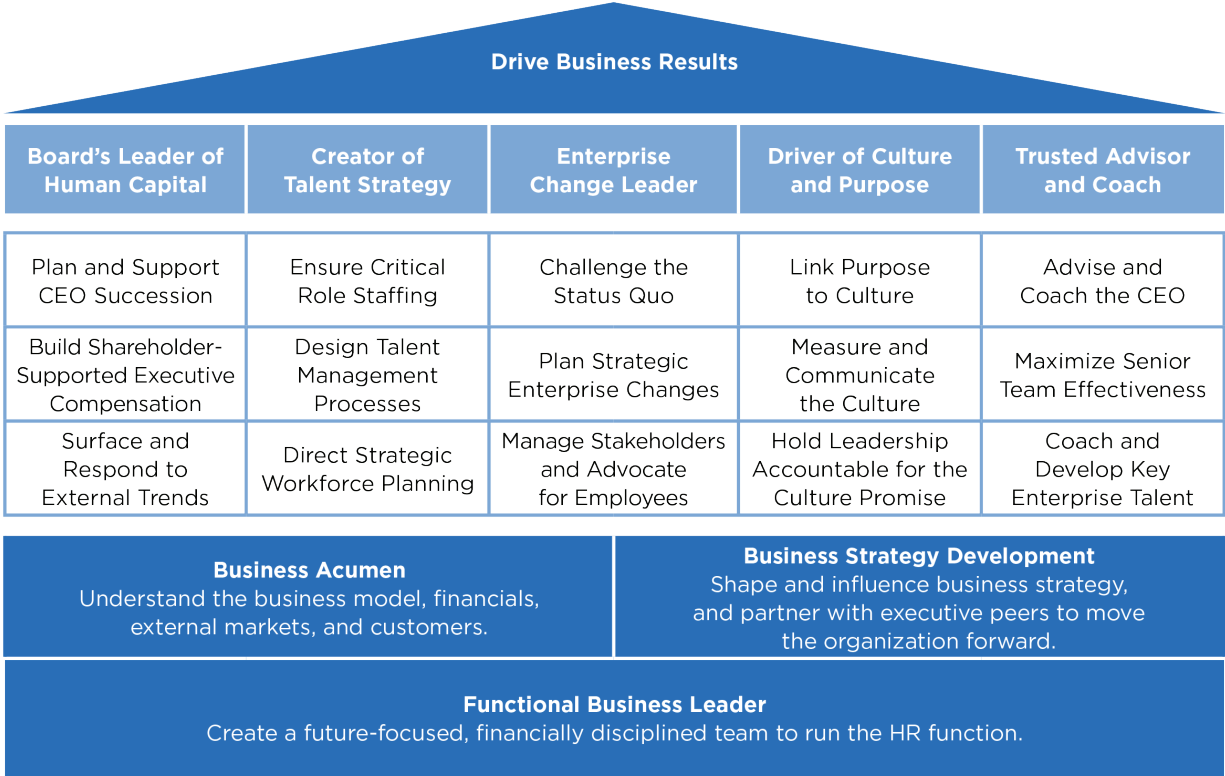 Drive Business Results
Board’s Leader of
Human Capital
Creator of
Talent Strategy
Enterprise
Change Leader
Driver of Culture
and Purpose
Trusted Advisor
and Coach
Plan and Support
CEO Succession
Ensure Critical
Role Staffing
Challenge the
Status Quo
Link Purpose
to Culture
Advise and
Coach the CEO
Build Shareholder-
Supported Executive
Compensation
Design Talent
Management
Processes
Plan Strategic
Enterprise Changes
Measure and
Communicate
the Culture
Maximize Senior
Team Effectiveness
Surface and
Respond to
External Trends
Direct Strategic
Workforce Planning
Manage Stakeholders
and Advocate
for Employees
Hold Leadership
Accountable for the
Culture Promise
Coach and
Develop Key
Enterprise Talent
Business Acumen
Understand the business model, financials,
external markets, and customers.
Business Strategy Development
Shape and influence business strategy,
and partner with executive peers to move
the organization forward.
Functional Business Leader
Create a future-focused, financially disciplined team to run the HR function.